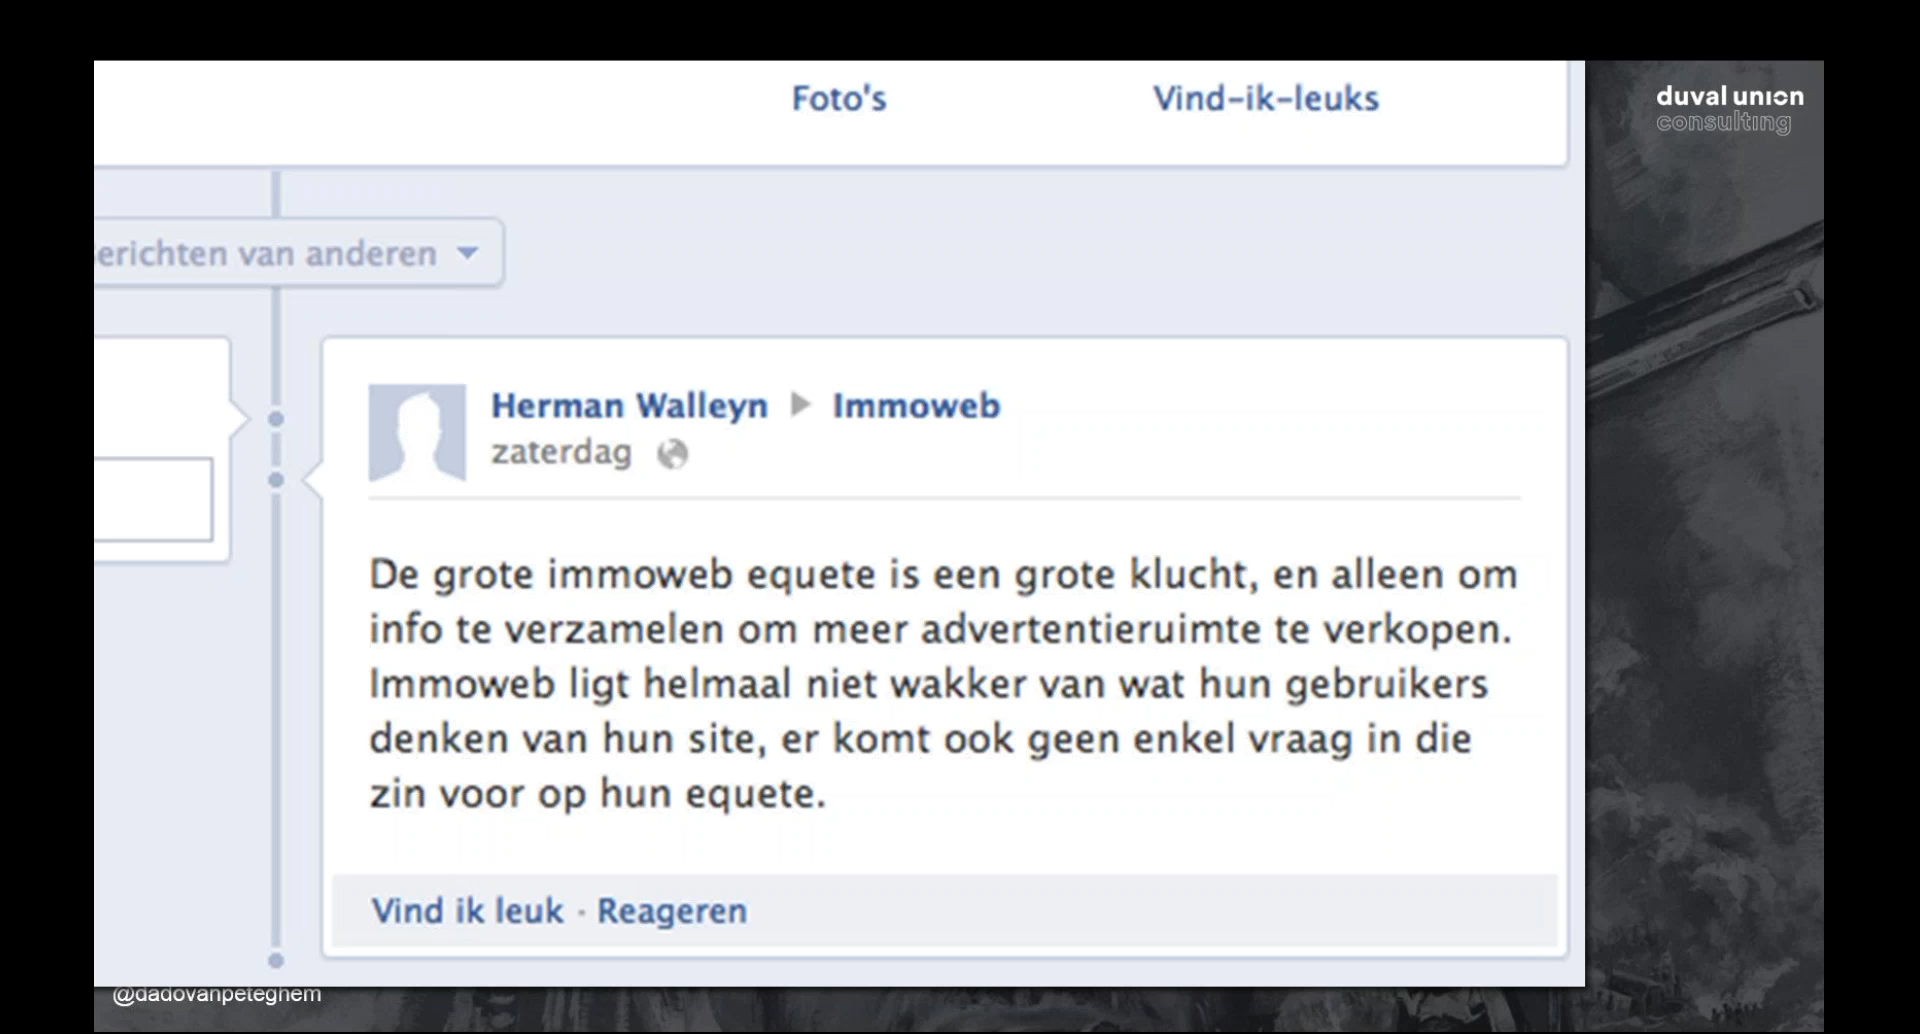 Foto's Vind-ik-leuks
duval union
consulting
erichten van anderen
Herman Walleyn Immoweb
zaterdag
De grote immoweb equete is een grote klucht, en alleen om
info te verzamelen om meer advertentieruimte te verkopen.
Immoweb ligt helmaal niet wakker van wat hun gebruikers
denken van hun site, er komt ook geen enkel vraag in die
zin voor op hun equete.
Vind ik leuk · Reageren
@dadovanpeteghem